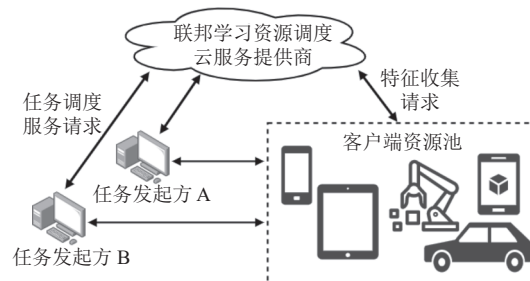 联邦学习资源调度
云服务提供商
任务调度
服务请求
特征收集
请求
客户端资源池
任务发起方 A
任务发起方 B